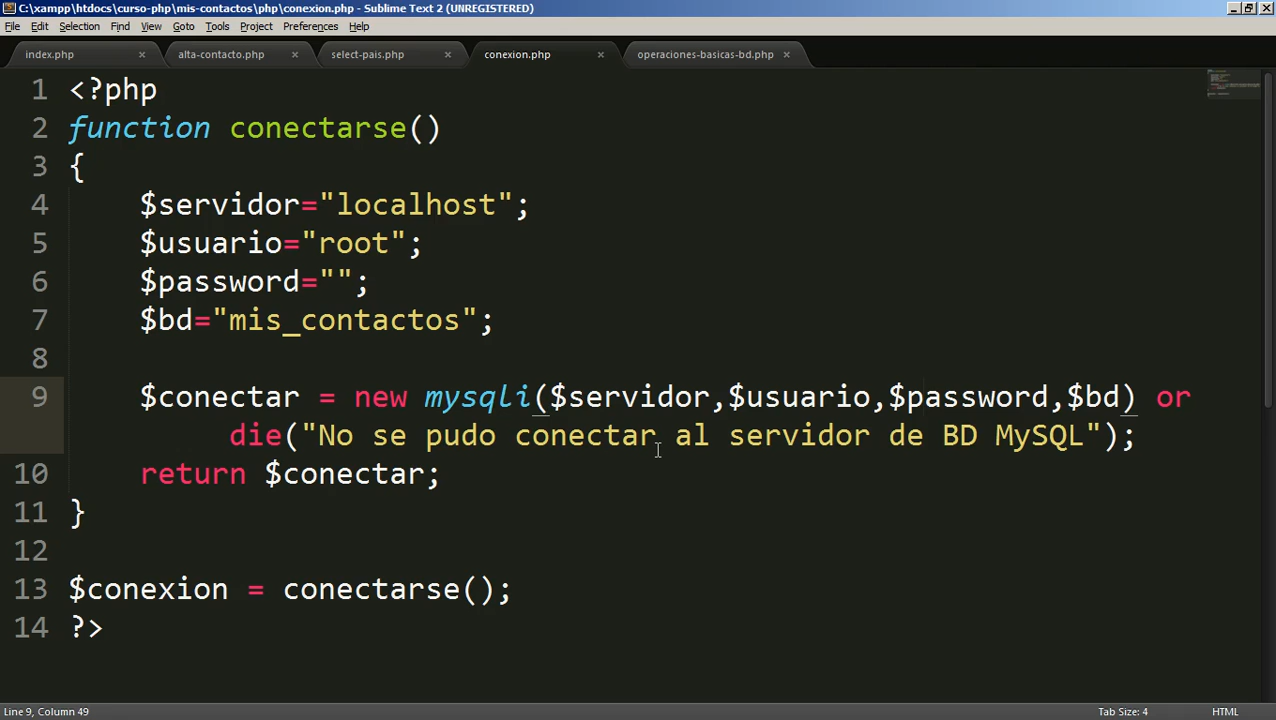 C:\xampp\htdocs\curso-php\mis-contactos\php\conexion.php - Sublime Text 2 (UNREGISTERED)
File Edit Selection Find View Goto Tools Project Preferences Help
index.php alta-contacto.php select-pais.php conexion.php operaciones-basicas-bd.php
1 <?php
2 function conectarse()
3 {
4 $servidor="localhost";
5 $usuario="root";
6 $password="";
7 $bd="mis_contactos";
8
9 $conectar = new mysqli($servidor,$usuario,$password,$bd) or
die("No se pudo conectar al servidor de BD MySQL");
10 return $conectar;
11 }
12
13 $conexion = conectarse();
14 ?>
Line 9, Column 49 Tab Size: 4 HTML